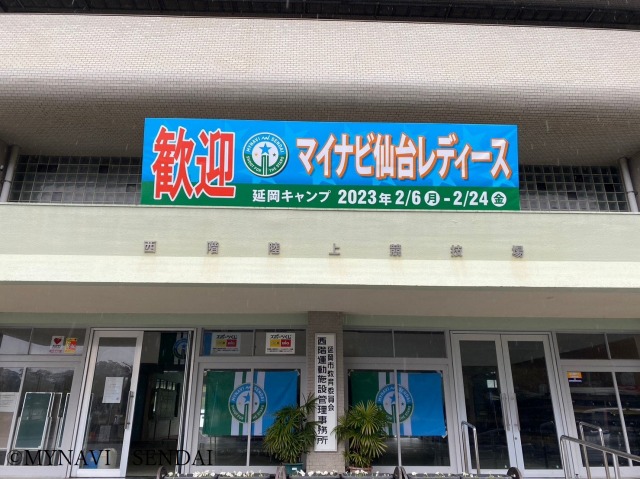 歓迎
マイナビ仙台レディース
延岡キャンプ 2023年 2/6(月) - 2/24(金)
西階陸上競技場
延岡市教育委員会
西階運動施設管理事務所
©MYNAVI SENDAI